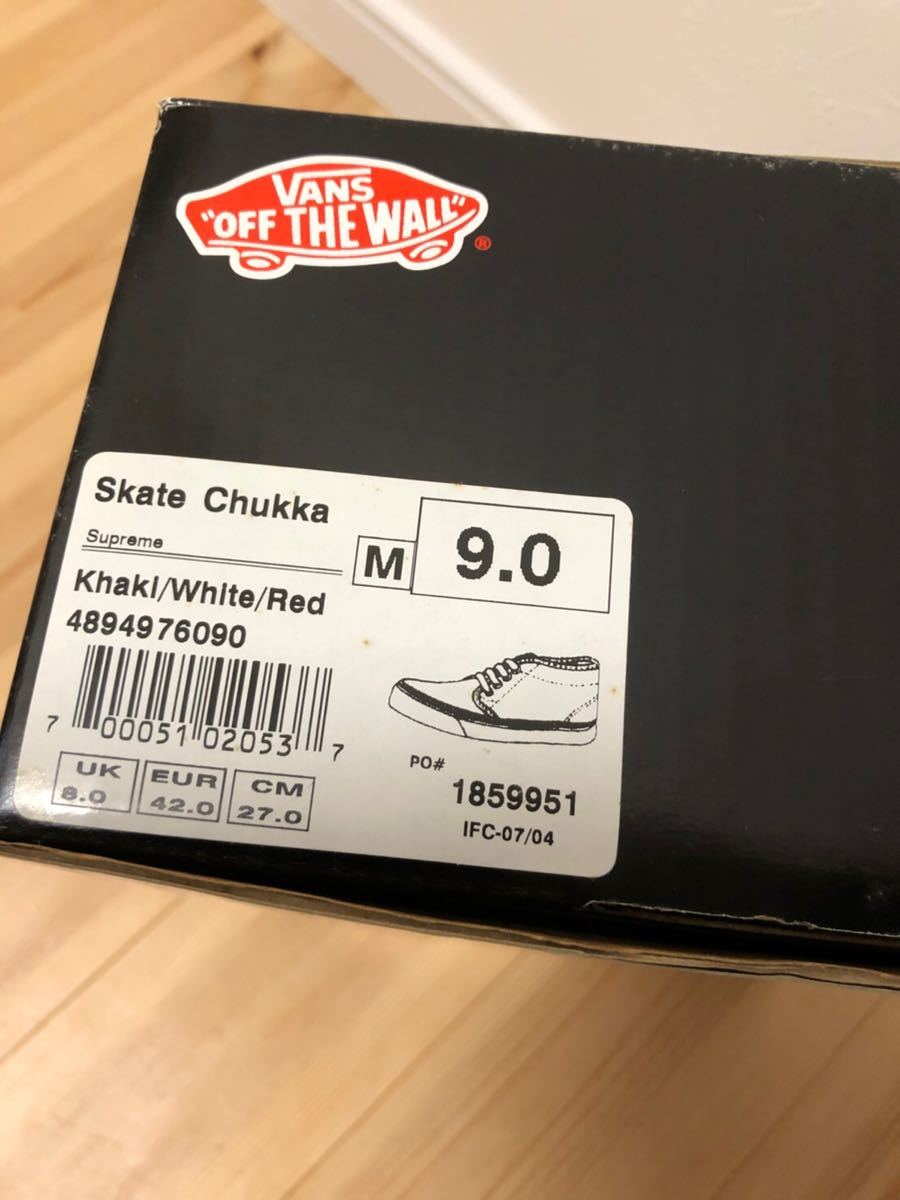 VANS
"OFF THE WALL"
®
Skate Chukka
Supreme
M
9.0
Khaki/White/Red
4894976090
7 00051 02053 7
UK
8.0
EUR
42.0
CM
27.0
PO#
1859951
IFC-07/04